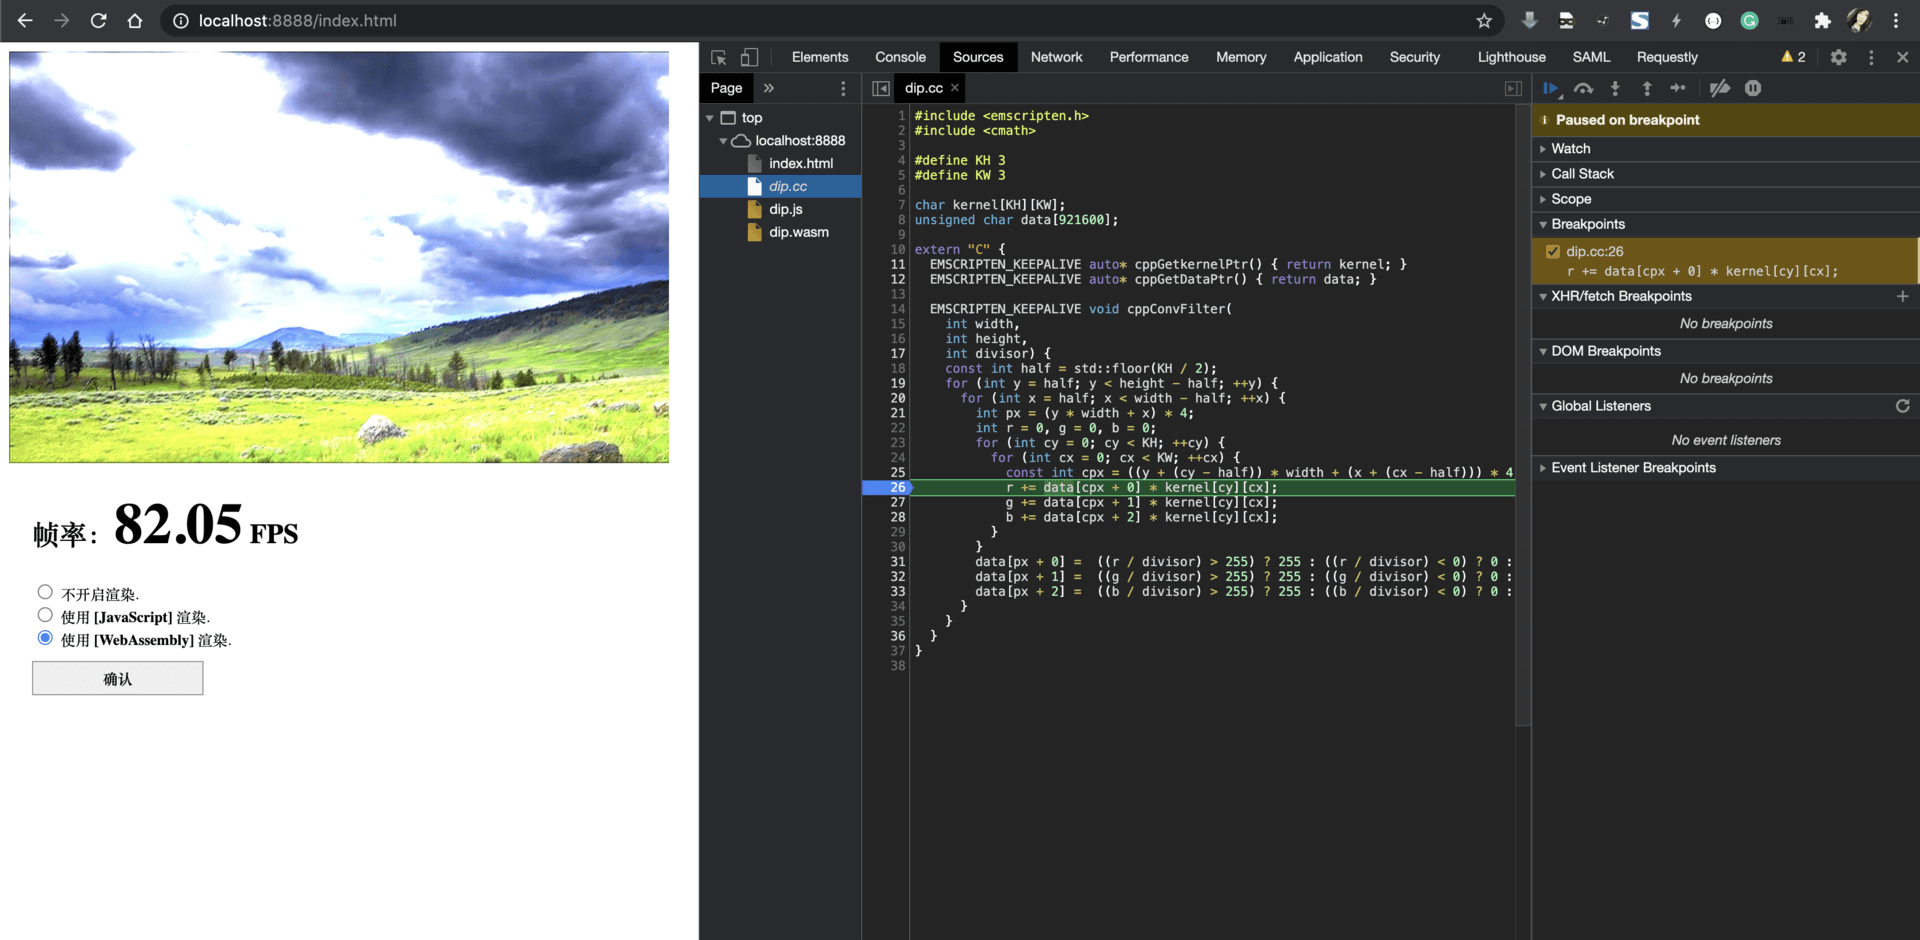 localhost:8888/index.html
Elements
Console
Sources
Network
Performance
Memory
Application
Security
Lighthouse
SAML
Requestly
2
Page
dip.cc
top
localhost:8888
index.html
dip.cc
dip.js
dip.wasm
1 #include <emscripten.h>
2 #include <cmath>
3
4 #define KH 3
5 #define KW 3
6
7 char kernel[KH][KW];
8 unsigned char data[921600];
9
10 extern "C" {
11 EMSCRIPTEN_KEEPALIVE auto* cppGetkernelPtr() { return kernel; }
12 EMSCRIPTEN_KEEPALIVE auto* cppGetDataPtr() { return data; }
13
14 EMSCRIPTEN_KEEPALIVE void cppConvFilter(
15 int width,
16 int height,
17 int divisor) {
18 const int half = std::floor(KH / 2);
19 for (int y = half; y < height - half; ++y) {
20 for (int x = half; x < width - half; ++x) {
21 int px = (y * width + x) * 4;
22 int r = 0, g = 0, b = 0;
23 for (int cy = 0; cy < KH; ++cy) {
24 for (int cx = 0; cx < KW; ++cx) {
25 const int cpx = ((y + (cy - half)) * width + (x + (cx - half))) * 4
26 r += data[cpx + 0] * kernel[cy][cx];
27 g += data[cpx + 1] * kernel[cy][cx];
28 b += data[cpx + 2] * kernel[cy][cx];
29 }
30 }
31 data[px + 0] = ((r / divisor) > 255) ? 255 : ((r / divisor) < 0) ? 0 :
32 data[px + 1] = ((g / divisor) > 255) ? 255 : ((g / divisor) < 0) ? 0 :
33 data[px + 2] = ((b / divisor) > 255) ? 255 : ((b / divisor) < 0) ? 0 :
34 }
35 }
36 }
37 }
38
Paused on breakpoint
Watch
Call Stack
Scope
Breakpoints
dip.cc:26
r += data[cpx + 0] * kernel[cy][cx];
XHR/fetch Breakpoints
No breakpoints
DOM Breakpoints
No breakpoints
Global Listeners
No event listeners
Event Listener Breakpoints
帧率：82.05 FPS
不开启渲染.
使用 [JavaScript] 渲染.
使用 [WebAssembly] 渲染.
确认